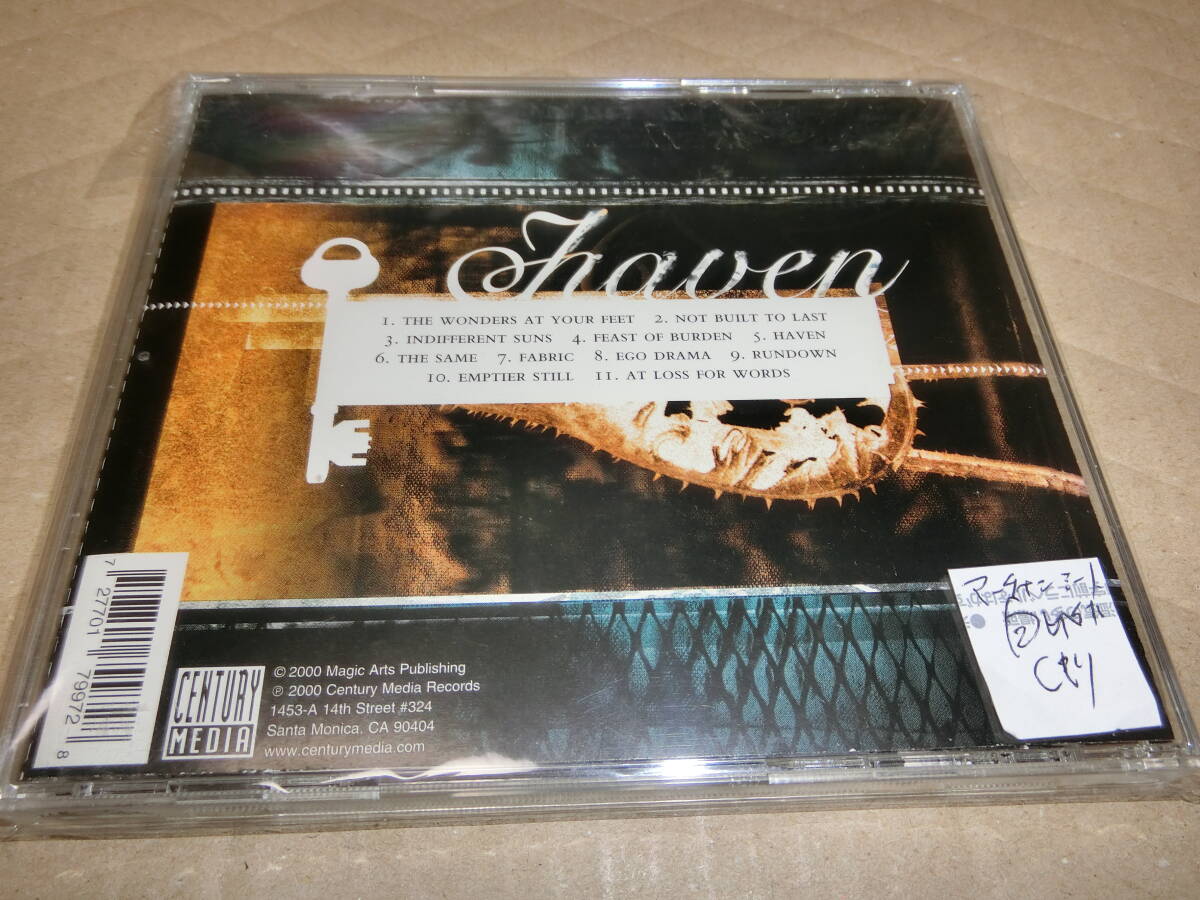 haven
1. THE WONDERS AT YOUR FEET 2. NOT BUILT TO LAST
3. INDIFFERENT SUNS 4. FEAST OF BURDEN 5. HAVEN
6. THE SAME 7. FABRIC 8. EGO DRAMA 9. RUNDOWN
10. EMPTIER STILL 11. AT LOSS FOR WORDS
7 27701 79972 8
CENTURY
MEDIA
© 2000 Magic Arts Publishing
℗ 2000 Century Media Records
1453-A 14th Street #324
Santa Monica. CA 90404
www.centurymedia.com